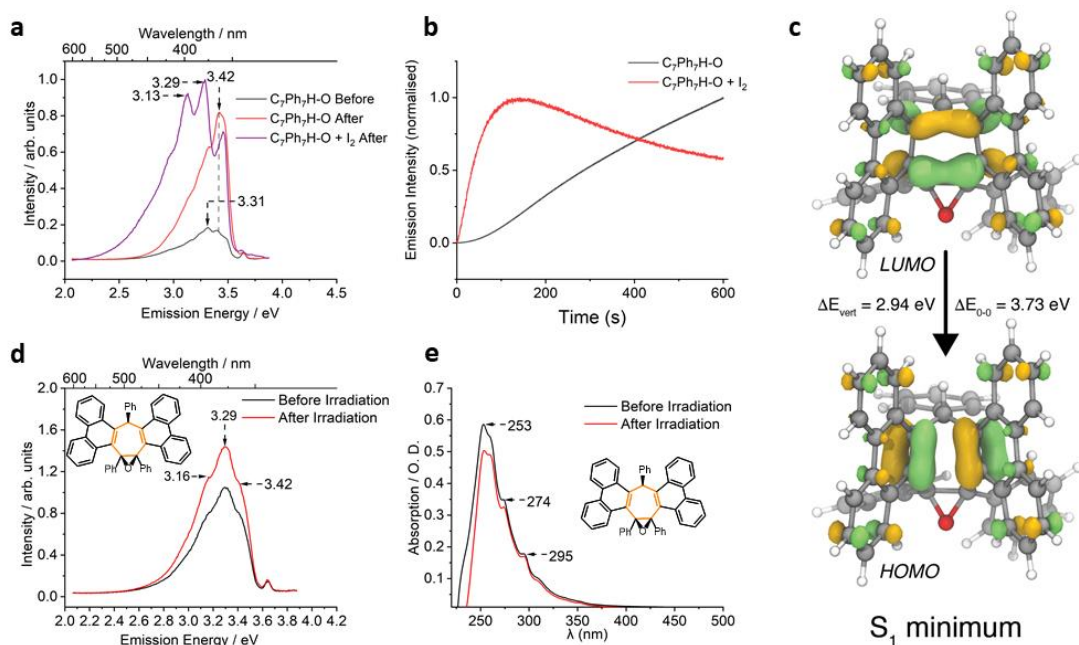 a
Wavelength / nm
600 500 400
Intensity / arb. units
1.0
0.8
0.6
0.4
0.2
0.0
3.42
3.29
3.13
3.31
C7Ph7H-O Before
C7Ph7H-O After
C7Ph7H-O + I2 After
2.0 2.5 3.0 3.5 4.0 4.5
Emission Energy / eV
b
Emission Intensity (normalised)
1.0
0.5
0.0
C7Ph7H-O
C7Ph7H-O + I2
0 200 400 600
Time (s)
c
LUMO
ΔEvert = 2.94 eV ΔE0-0 = 3.73 eV
HOMO
S1 minimum
d
Wavelength / nm
600 500 400
Intensity / arb. units
2.0
1.6
1.2
0.8
0.4
0.0
Before Irradiation
After Irradiation
Ph
Ph O Ph
3.29
3.16
3.42
2.0 2.2 2.4 2.6 2.8 3.0 3.2 3.4 3.6 3.8 4.0 4.2
Emission Energy / eV
e
Absorption / O. D.
0.7
0.6
0.5
0.4
0.3
0.2
0.1
Before Irradiation
After Irradiation
253
274
295
Ph
Ph O Ph
250 300 350 400 450 500
λ (nm)